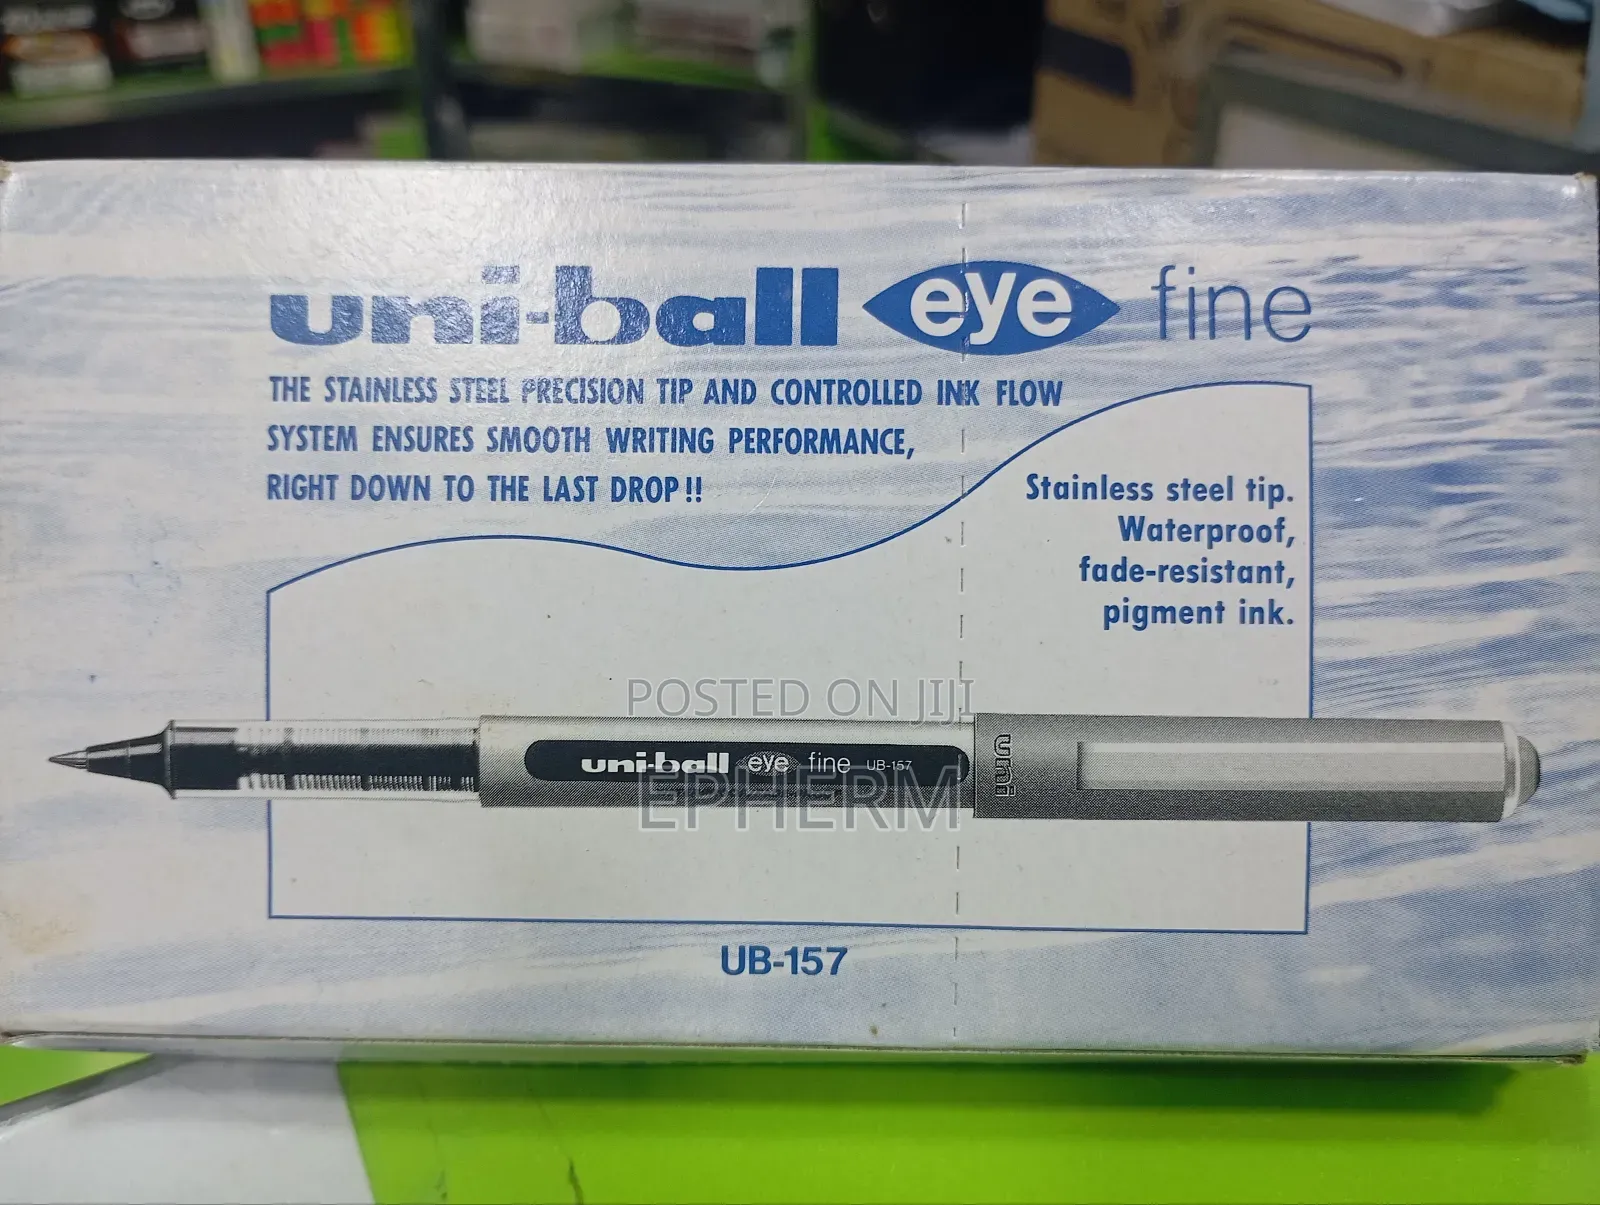 uni-ball eye fine
THE STAINLESS STEEL PRECISION TIP AND CONTROLLED INK FLOW
SYSTEM ENSURES SMOOTH WRITING PERFORMANCE,
RIGHT DOWN TO THE LAST DROP!!
Stainless steel tip.
Waterproof,
fade-resistant,
pigment ink.
POSTED ON JIJI
uni-ball eye fine UB-157
uni
EPHERM
UB-157